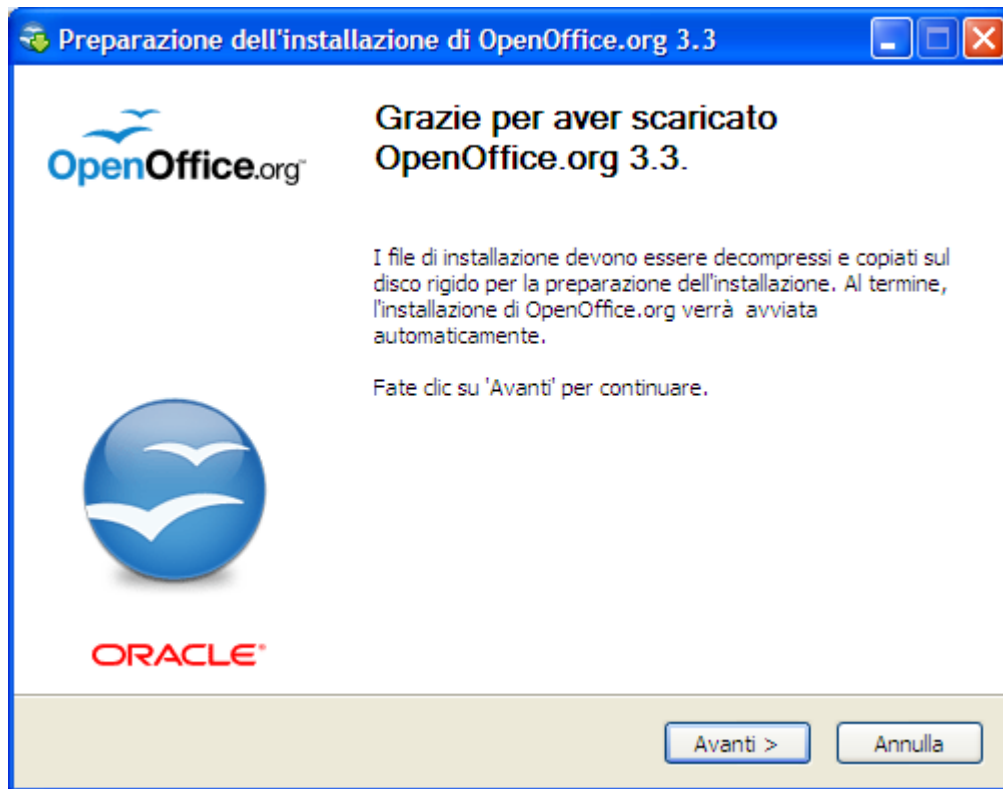 Preparazione dell'installazione di OpenOffice.org 3.3
OpenOffice.org™
Grazie per aver scaricato
OpenOffice.org 3.3.
I file di installazione devono essere decompressi e copiati sul
disco rigido per la preparazione dell'installazione. Al termine,
l'installazione di OpenOffice.org verrà avviata
automaticamente.
Fate clic su 'Avanti' per continuare.
ORACLE®
Avanti >
Annulla